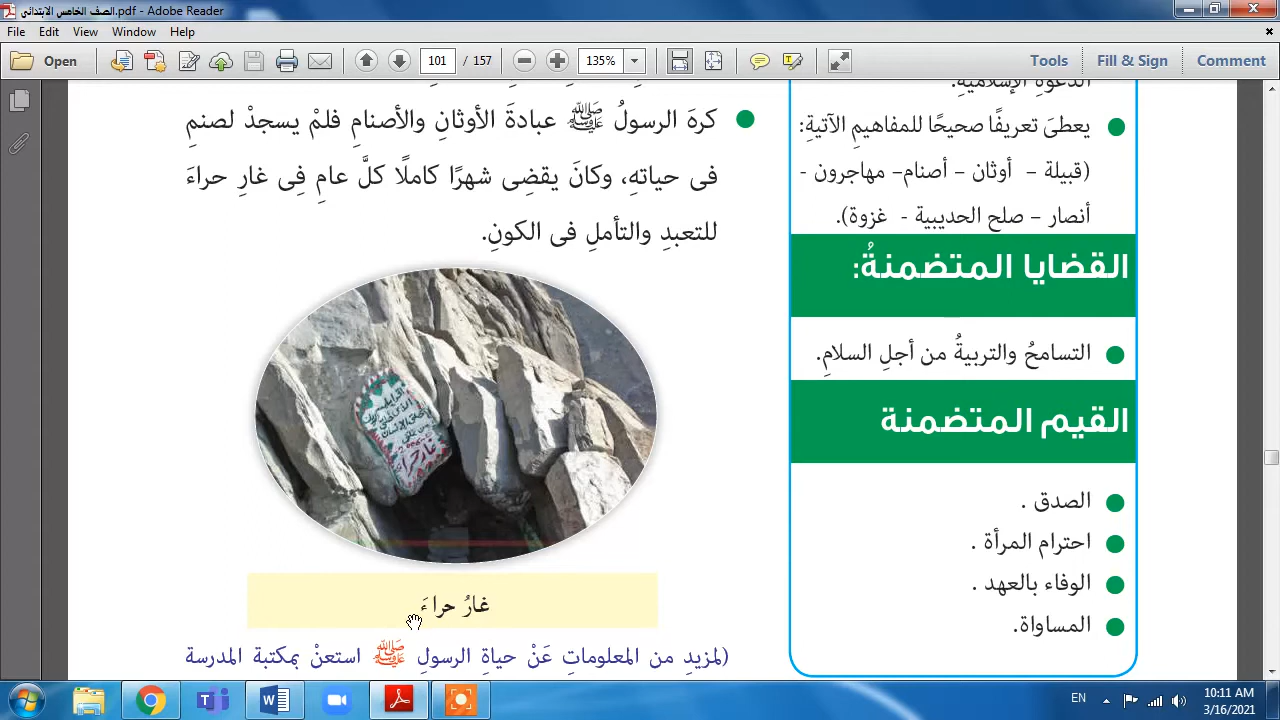 الصف الخامس الابتدائي.pdf - Adobe Reader
File Edit View Window Help
Open
101 / 157
135%
Tools
Fill & Sign
Comment
كرهَ الرسولُ ﷺ عبادةَ الأوثانِ والأصنامِ فلمْ يسجدْ لصنمِ
فى حياتهِ، وكانَ يقضِى شهرًا كاملًا كلَّ عامِ فِى غارِ حراءَ
للتعبدِ والتأملِ فى الكونِ.
غارُ حراءَ
(لمزيدِ من المعلوماتِ عَنْ حياةِ الرسولِ ﷺ استعنْ بمكتبة المدرسة
الدعوةِ الإسلاميةِ.
يعطىَ تعريفًا صحيحًا للمفاهيمِ الآتيةِ:
(قبيلة – أوثان – أصنام– مهاجرون -
أنصار – صلح الحديبية - غزوة).
القضايا المتضمنةُ:
التسامحُ والتربيةُ من أجلِ السلامِ.
القيم المتضمنة
الصدق .
احترام المرأة .
الوفاء بالعهد .
المساواة.
EN
10:11 AM
3/16/2021